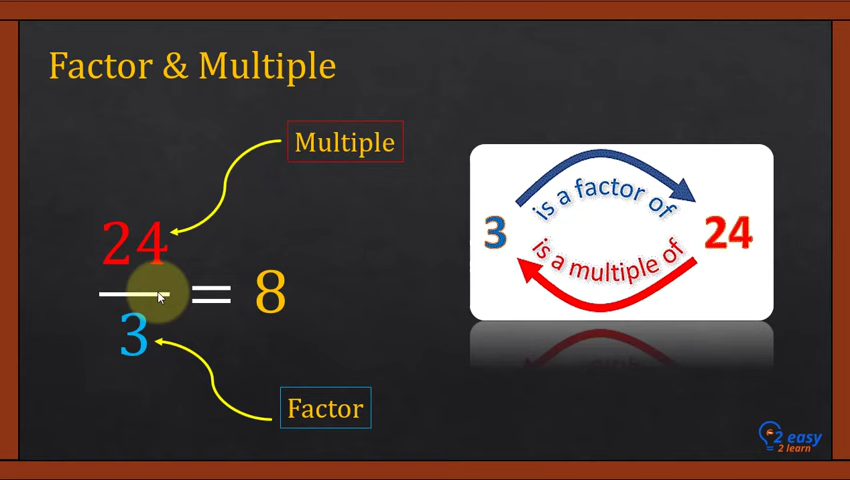 Factor & Multiple
Multiple
24
3
= 8
Factor
is a factor of
3
24
is a multiple of
2 easy
2 learn